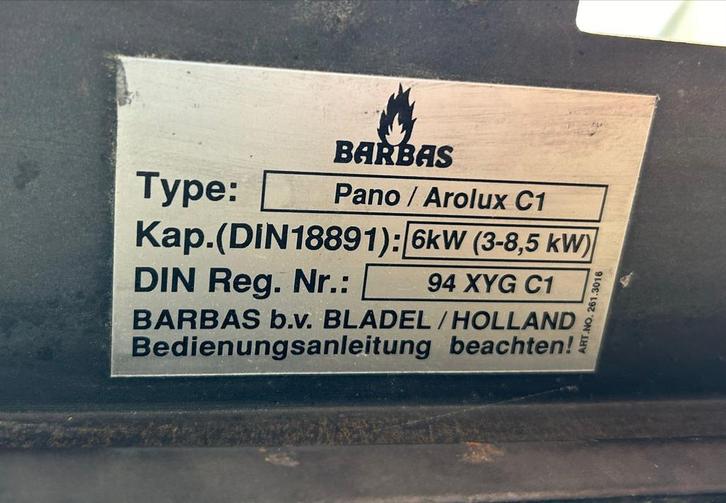 BARBAS
Type: Pano / Arolux C1
Kap.(DIN18891): 6kW (3-8,5 kW)
DIN Reg. Nr.: 94 XYG C1
BARBAS b.v. BLADEL / HOLLAND
Bedienungsanleitung beachten!
ART.NO. 261.3016